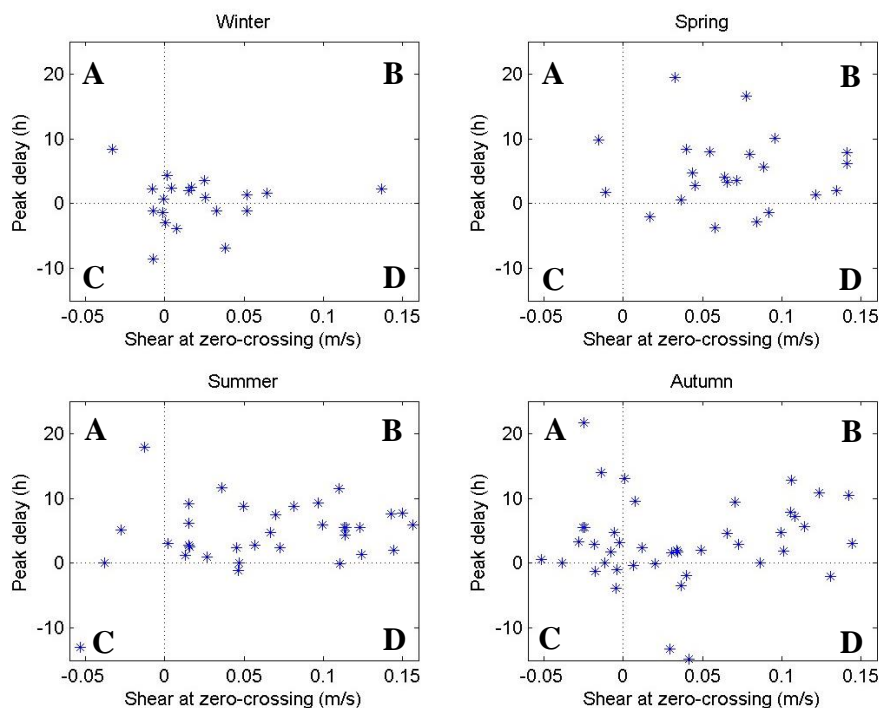 Winter
A
B
C
D
20
10
0
-10
Peak delay (h)
-0.05
0
0.05
0.1
0.15
Shear at zero-crossing (m/s)
Spring
A
B
C
D
20
10
0
-10
Peak delay (h)
-0.05
0
0.05
0.1
0.15
Shear at zero-crossing (m/s)
Summer
A
B
C
D
20
10
0
-10
Peak delay (h)
-0.05
0
0.05
0.1
0.15
Shear at zero-crossing (m/s)
Autumn
A
B
C
D
20
10
0
-10
Peak delay (h)
-0.05
0
0.05
0.1
0.15
Shear at zero-crossing (m/s)